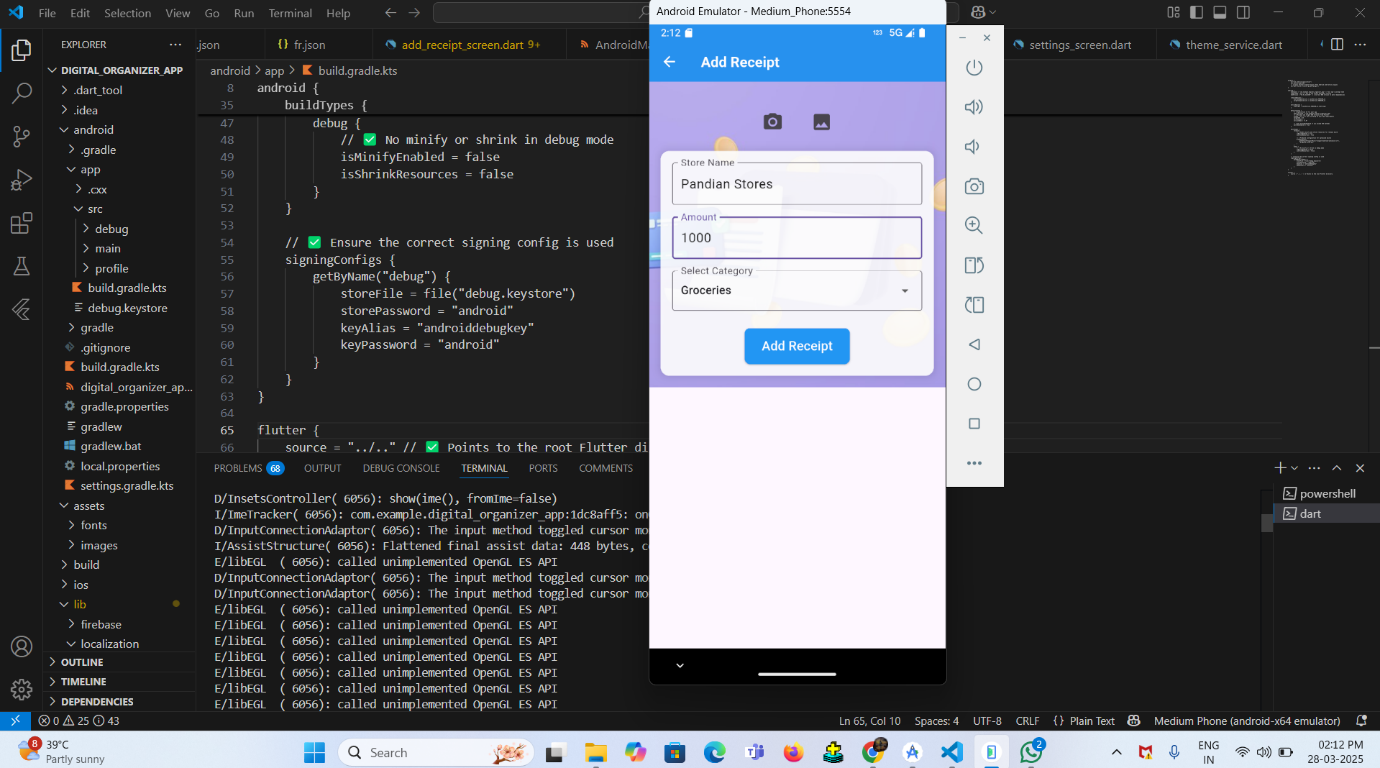 File Edit Selection View Go Run Terminal Help
Android Emulator - Medium_Phone:5554
EXPLORER
.json
fr.json
add_receipt_screen.dart 9+
AndroidMa
settings_screen.dart
theme_service.dart
DIGITAL_ORGANIZER_APP
.dart_tool
.idea
android
.gradle
app
.cxx
src
debug
main
profile
build.gradle.kts
debug.keystore
gradle
.gitignore
build.gradle.kts
digital_organizer_ap...
gradle.properties
gradlew
gradlew.bat
local.properties
settings.gradle.kts
assets
fonts
images
build
ios
lib
firebase
localization
OUTLINE
TIMELINE
DEPENDENCIES
android > app > build.gradle.kts
8 android {
35 buildTypes {
47 debug {
48 // ✅ No minify or shrink in debug mode
49 isMinifyEnabled = false
50 isShrinkResources = false
51 }
52 }
53
54 // ✅ Ensure the correct signing config is used
55 signingConfigs {
56 getByName("debug") {
57 storeFile = file("debug.keystore")
58 storePassword = "android"
59 keyAlias = "androiddebugkey"
60 keyPassword = "android"
61 }
62 }
63 }
64
65 flutter {
66 source = "../.." // ✅ Points to the root Flutter di
PROBLEMS 68 OUTPUT DEBUG CONSOLE TERMINAL PORTS COMMENTS
D/InsetsController( 6056): show(ime(), fromIme=false)
I/ImeTracker( 6056): com.example.digital_organizer_app:1dc8aff5: on
D/InputConnectionAdaptor( 6056): The input method toggled cursor mo
I/AssistStructure( 6056): Flattened final assist data: 448 bytes, c
E/libEGL ( 6056): called unimplemented OpenGL ES API
D/InputConnectionAdaptor( 6056): The input method toggled cursor mo
D/InputConnectionAdaptor( 6056): The input method toggled cursor mo
E/libEGL ( 6056): called unimplemented OpenGL ES API
E/libEGL ( 6056): called unimplemented OpenGL ES API
E/libEGL ( 6056): called unimplemented OpenGL ES API
E/libEGL ( 6056): called unimplemented OpenGL ES API
E/libEGL ( 6056): called unimplemented OpenGL ES API
E/libEGL ( 6056): called unimplemented OpenGL ES API
E/libEGL ( 6056): called unimplemented OpenGL ES API
powershell
dart
2:12
123 5G
Add Receipt
Store Name
Pandian Stores
Amount
1000
Select Category
Groceries
Add Receipt
0 25 43
Ln 65, Col 10 Spaces: 4 UTF-8 CRLF {} Plain Text Medium Phone (android-x64 emulator)
8
39°C
Partly sunny
Search
2
ENG
IN
02:12 PM
28-03-2025